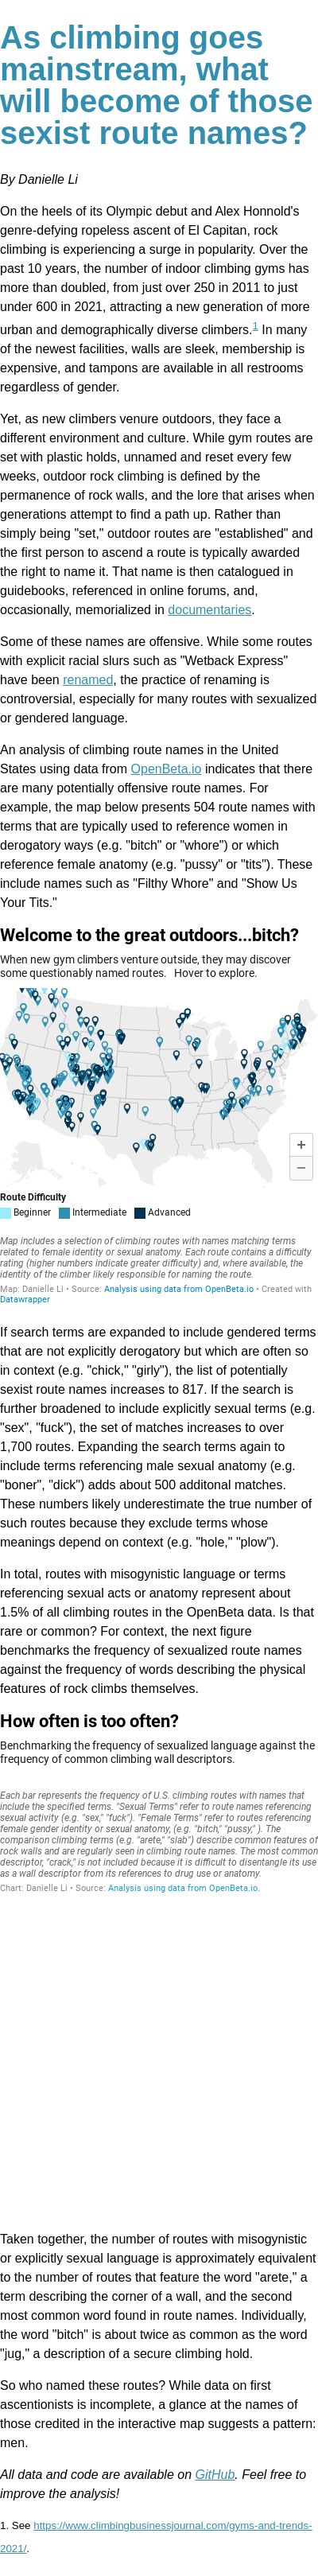 As climbing goes
mainstream, what
will become of those
sexist route names?
By Danielle Li
On the heels of its Olympic debut and Alex Honnold's
genre-defying ropeless ascent of El Capitan, rock
climbing is experiencing a surge in popularity. Over the
past 10 years, the number of indoor climbing gyms has
more than doubled, from just over 250 in 2011 to just
under 600 in 2021, attracting a new generation of more
urban and demographically diverse climbers.1 In many
of the newest facilities, walls are sleek, membership is
expensive, and tampons are available in all restrooms
regardless of gender.
Yet, as new climbers venture outdoors, they face a
different environment and culture. While gym routes are
set with plastic holds, unnamed and reset every few
weeks, outdoor rock climbing is defined by the
permanence of rock walls, and the lore that arises when
generations attempt to find a path up. Rather than
simply being "set," outdoor routes are "established" and
the first person to ascend a route is typically awarded
the right to name it. That name is then catalogued in
guidebooks, referenced in online forums, and,
occasionally, memorialized in documentaries.
Some of these names are offensive. While some routes
with explicit racial slurs such as "Wetback Express"
have been renamed, the practice of renaming is
controversial, especially for many routes with sexualized
or gendered language.
An analysis of climbing route names in the United
States using data from OpenBeta.io indicates that there
are many potentially offensive route names. For
example, the map below presents 504 route names with
terms that are typically used to reference women in
derogatory ways (e.g. "bitch" or "whore") or which
reference female anatomy (e.g. "pussy" or "tits"). These
include names such as "Filthy Whore" and "Show Us
Your Tits."
Welcome to the great outdoors...bitch?
When new gym climbers venture outside, they may discover
some questionably named routes. Hover to explore.
+
−
Route Difficulty
Beginner Intermediate Advanced
Map includes a selection of climbing routes with names matching terms
related to female identity or sexual anatomy. Each route contains a difficulty
rating (higher numbers indicate greater difficulty) and, where available, the
identity of the climber likely responsible for naming the route.
Map: Danielle Li • Source: Analysis using data from OpenBeta.io • Created with
Datawrapper
If search terms are expanded to include gendered terms
that are not explicitly derogatory but which are often so
in context (e.g. "chick," "girly"), the list of potentially
sexist route names increases to 817. If the search is
further broadened to include explicitly sexual terms (e.g.
"sex", "fuck"), the set of matches increases to over
1,700 routes. Expanding the search terms again to
include terms referencing male sexual anatomy (e.g.
"boner", "dick") adds about 500 additonal matches.
These numbers likely underestimate the true number of
such routes because they exclude terms whose
meanings depend on context (e.g. "hole," "plow").
In total, routes with misogynistic language or terms
referencing sexual acts or anatomy represent about
1.5% of all climbing routes in the OpenBeta data. Is that
rare or common? For context, the next figure
benchmarks the frequency of sexualized route names
against the frequency of words describing the physical
features of rock climbs themselves.
How often is too often?
Benchmarking the frequency of sexualized language against the
frequency of common climbing wall descriptors.
Each bar represents the frequency of U.S. climbing routes with names that
include the specified terms. "Sexual Terms" refer to route names referencing
sexual activity (e.g. "sex," "fuck"). "Female Terms" refer to routes referencing
female gender identity or sexual anatomy, (e.g. "bitch," "pussy," ). The
comparison climbing terms (e.g. "arete," "slab") describe common features of
rock walls and are regularly seen in climbing route names. The most common
descriptor, "crack," is not included because it is difficult to disentangle its use
as a wall descriptor from its references to drug use or anatomy.
Chart: Danielle Li • Source: Analysis using data from OpenBeta.io.
Taken together, the number of routes with misogynistic
or explicitly sexual language is approximately equivalent
to the number of routes that feature the word "arete," a
term describing the corner of a wall, and the second
most common word found in route names. Individually,
the word "bitch" is about twice as common as the word
"jug," a description of a secure climbing hold.
So who named these routes? While data on first
ascentionists is incomplete, a glance at the names of
those credited in the interactive map suggests a pattern:
men.
All data and code are available on GitHub. Feel free to
improve the analysis!
1. See https://www.climbingbusinessjournal.com/gyms-and-trends-
2021/.